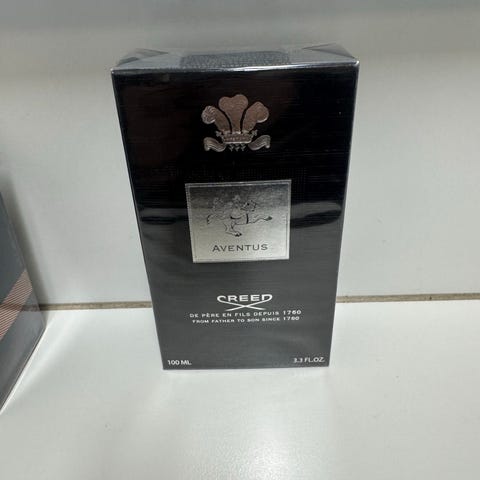 AVENTUS
CREED
DE PÈRE EN FILS DEPUIS 1760
FROM FATHER TO SON SINCE 1760
100 ML 3.3 FL.OZ.